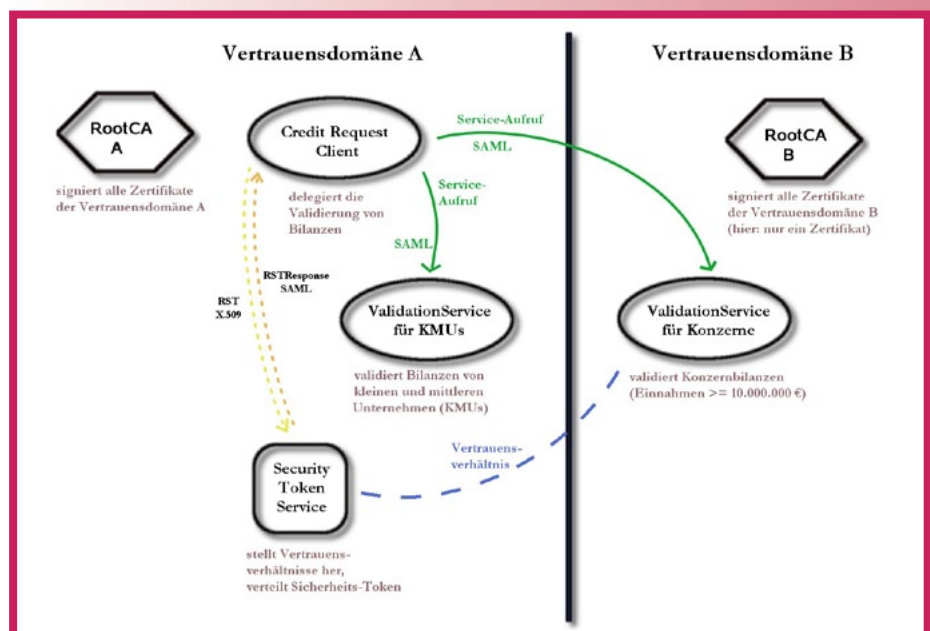 Vertrauensdomäne A
Vertrauensdomäne B
RootCA
A
signiert alle Zertifikate
der Vertrauensdomäne A
Credit Request
Client
delegiert die
Validierung von
Bilanzen
Service-Aufruf
SAML
Service-
Aufruf
SAML
RootCA
B
signiert alle Zertifikate
der Vertrauensdomäne B
(hier: nur ein Zertifikat)
RST
X.509
RSTResponse
SAML
ValidationService
für KMUs
validiert Bilanzen von
kleinen und mittleren
Unternehmen (KMUs)
ValidationService
für Konzerne
validiert Konzernbilanzen
(Einnahmen >= 10.000.000 €)
Vertrauens-
verhältnis
Security
Token
Service
stellt Vertrauens-
verhältnisse her,
verteilt Sicherheits-Token